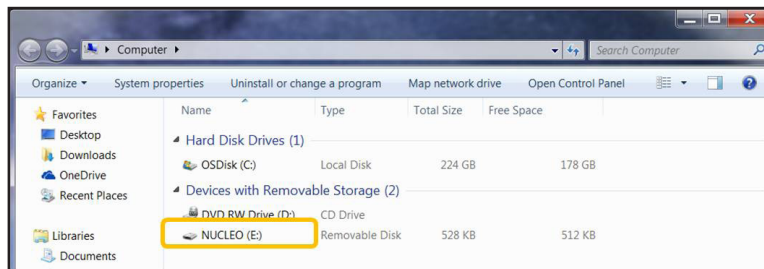 Computer
Search Computer
Organize System properties Uninstall or change a program Map network drive Open Control Panel
Favorites
Desktop
Downloads
OneDrive
Recent Places
Libraries
Documents
Name Type Total Size Free Space
Hard Disk Drives (1)
OSDisk (C:) Local Disk 224 GB 178 GB
Devices with Removable Storage (2)
DVD RW Drive (D:) CD Drive
NUCLEO (E:) Removable Disk 528 KB 512 KB